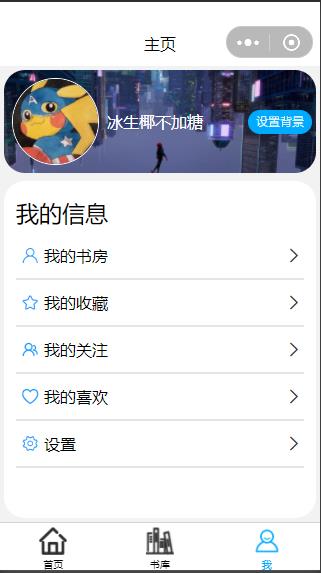 主页
冰生椰不加糖
设置背景
我的信息
我的书房
我的收藏
我的关注
我的喜欢
设置
首页
书库
我